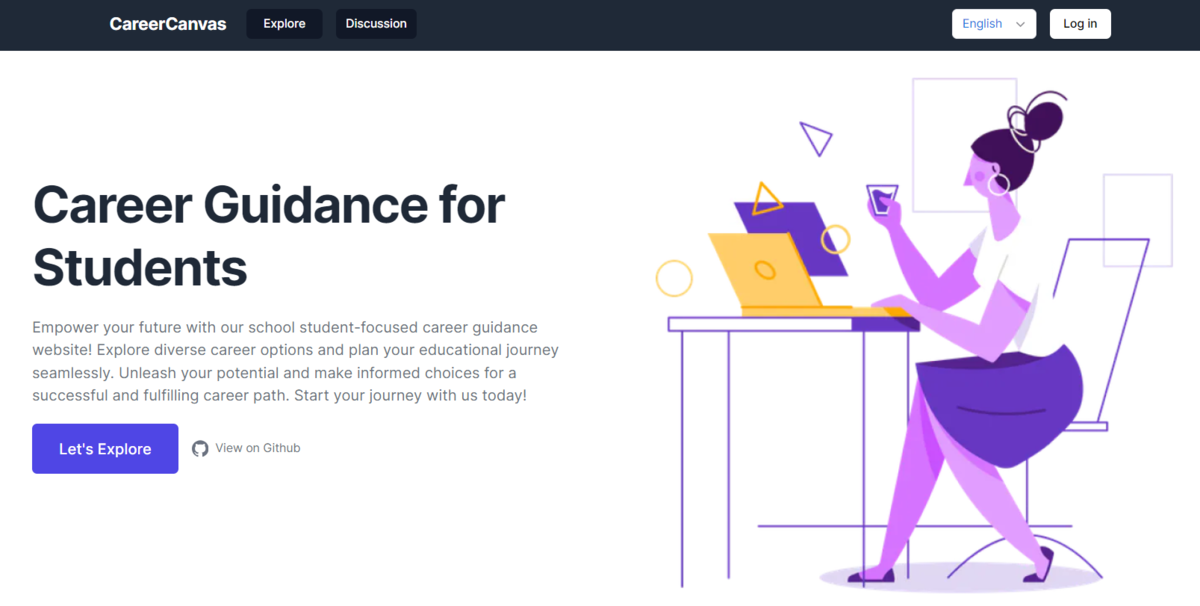 CareerCanvas
Explore
Discussion
English
Log in
Career Guidance for
Students
Empower your future with our school student-focused career guidance
website! Explore diverse career options and plan your educational journey
seamlessly. Unleash your potential and make informed choices for a
successful and fulfilling career path. Start your journey with us today!
Let's Explore
View on Github